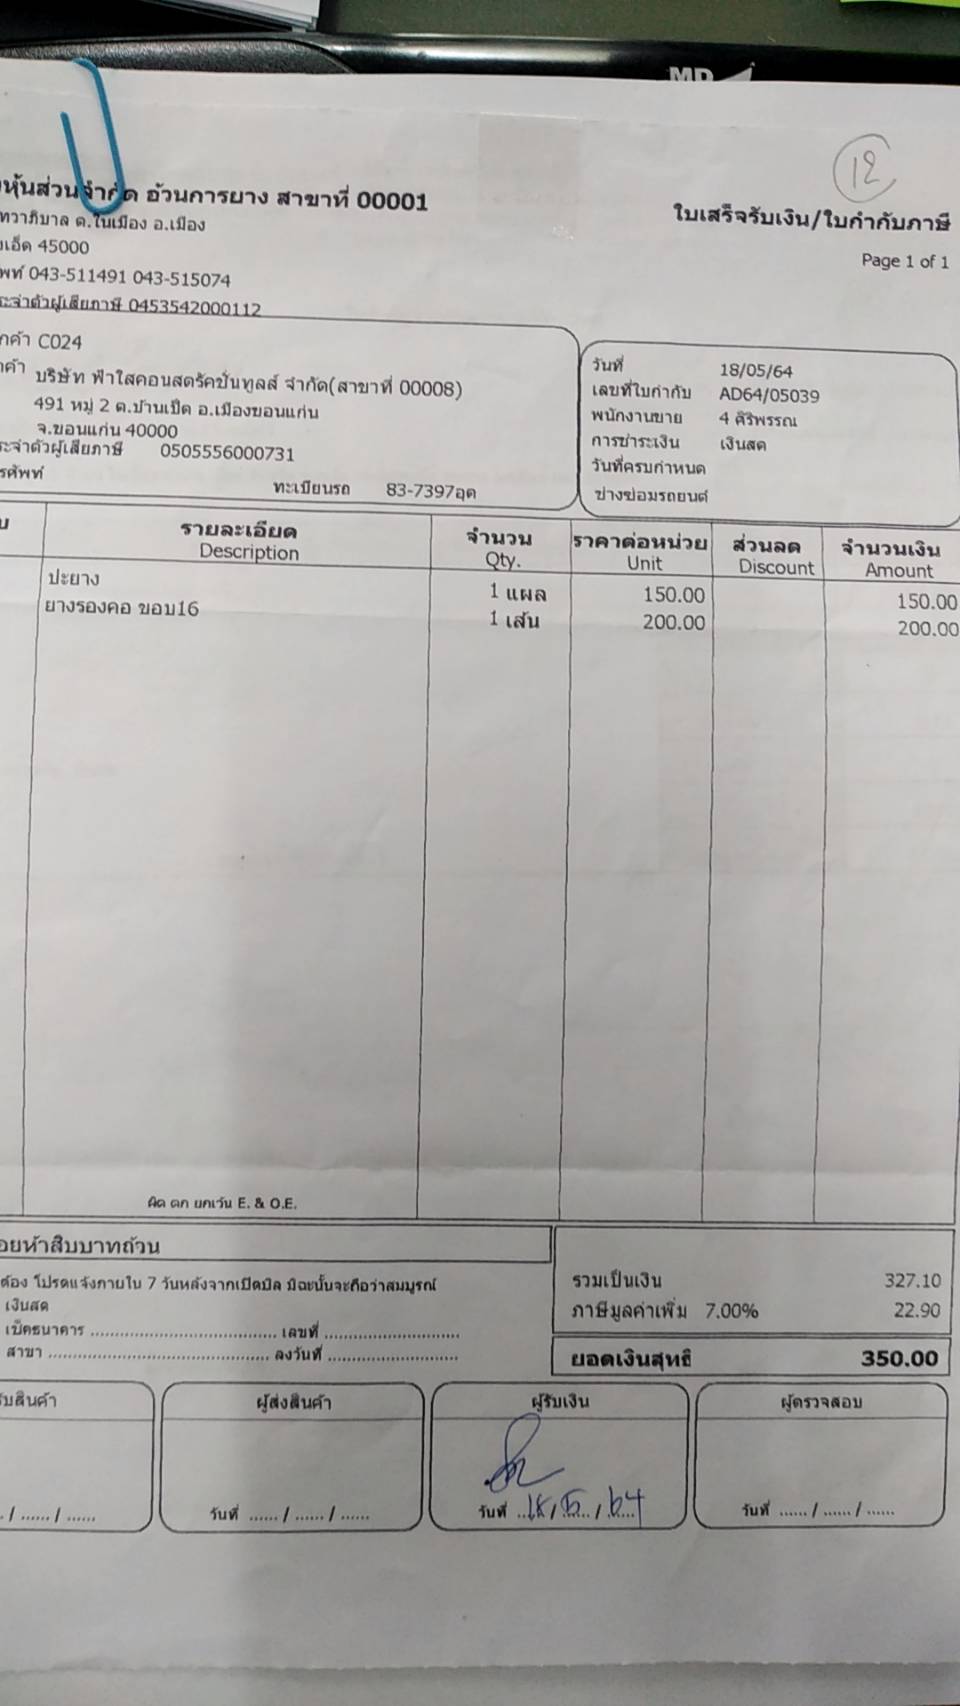 MD
12
หุ้นส่วนจำกัด อ้วนการยาง สาขาที่ 00001
ใบเสร็จรับเงิน/ใบกำกับภาษี
ทวาภิบาล ต.ในเมือง อ.เมือง
45000
Page 1 of 1
043-511491 043-515074
ประจำตัวผู้เสียภาษี 0453542000112
C024
บริษัท ฟ้าใสคอนสตรัคชั่นทูลส์ จำกัด(สาขาที่ 00008)
491 หมู่ 2 ต.บ้านเป็ด อ.เมืองขอนแก่น
จ.ขอนแก่น 40000
ประจำตัวผู้เสียภาษี 0505556000731
ทะเบียนรถ 83-7397อุด
วันที่ 18/05/64
เลขที่ใบกำกับ AD64/05039
พนักงานขาย 4 ศิริพรรณ
การชำระเงิน เงินสด
วันที่ครบกำหนด
ช่างซ่อมรถยนต์
รายละเอียด จำนวน ราคาต่อหน่วย ส่วนลด จำนวนเงิน
Description Qty. Unit Discount Amount
ปะยาง 1 แผล 150.00 150.00
ยางรองคอ ขอบ16 1 เส้น 200.00 200.00
ผิด ตก ยกเว้น E. & O.E.
อยห้าสิบบาทถ้วน
ต้อง โปรดแจ้งภายใน 7 วันหลังจากเปิดบิล มิฉะนั้นจะถือว่าสมบูรณ์
เงินสด
เช็คธนาคาร .................................. เลขที่ .........................
สาขา ......................................... ลงวันที่ ........................
รวมเป็นเงิน 327.10
ภาษีมูลค่าเพิ่ม 7.00% 22.90
ยอดเงินสุทธิ 350.00
รับสินค้า ผู้ส่งสินค้า ผู้รับเงิน ผู้ตรวจสอบ
/ ...... / ...... วันที่ ...... / ...... / ...... วันที่ 18/5/64 วันที่ ...... / ...... / ......